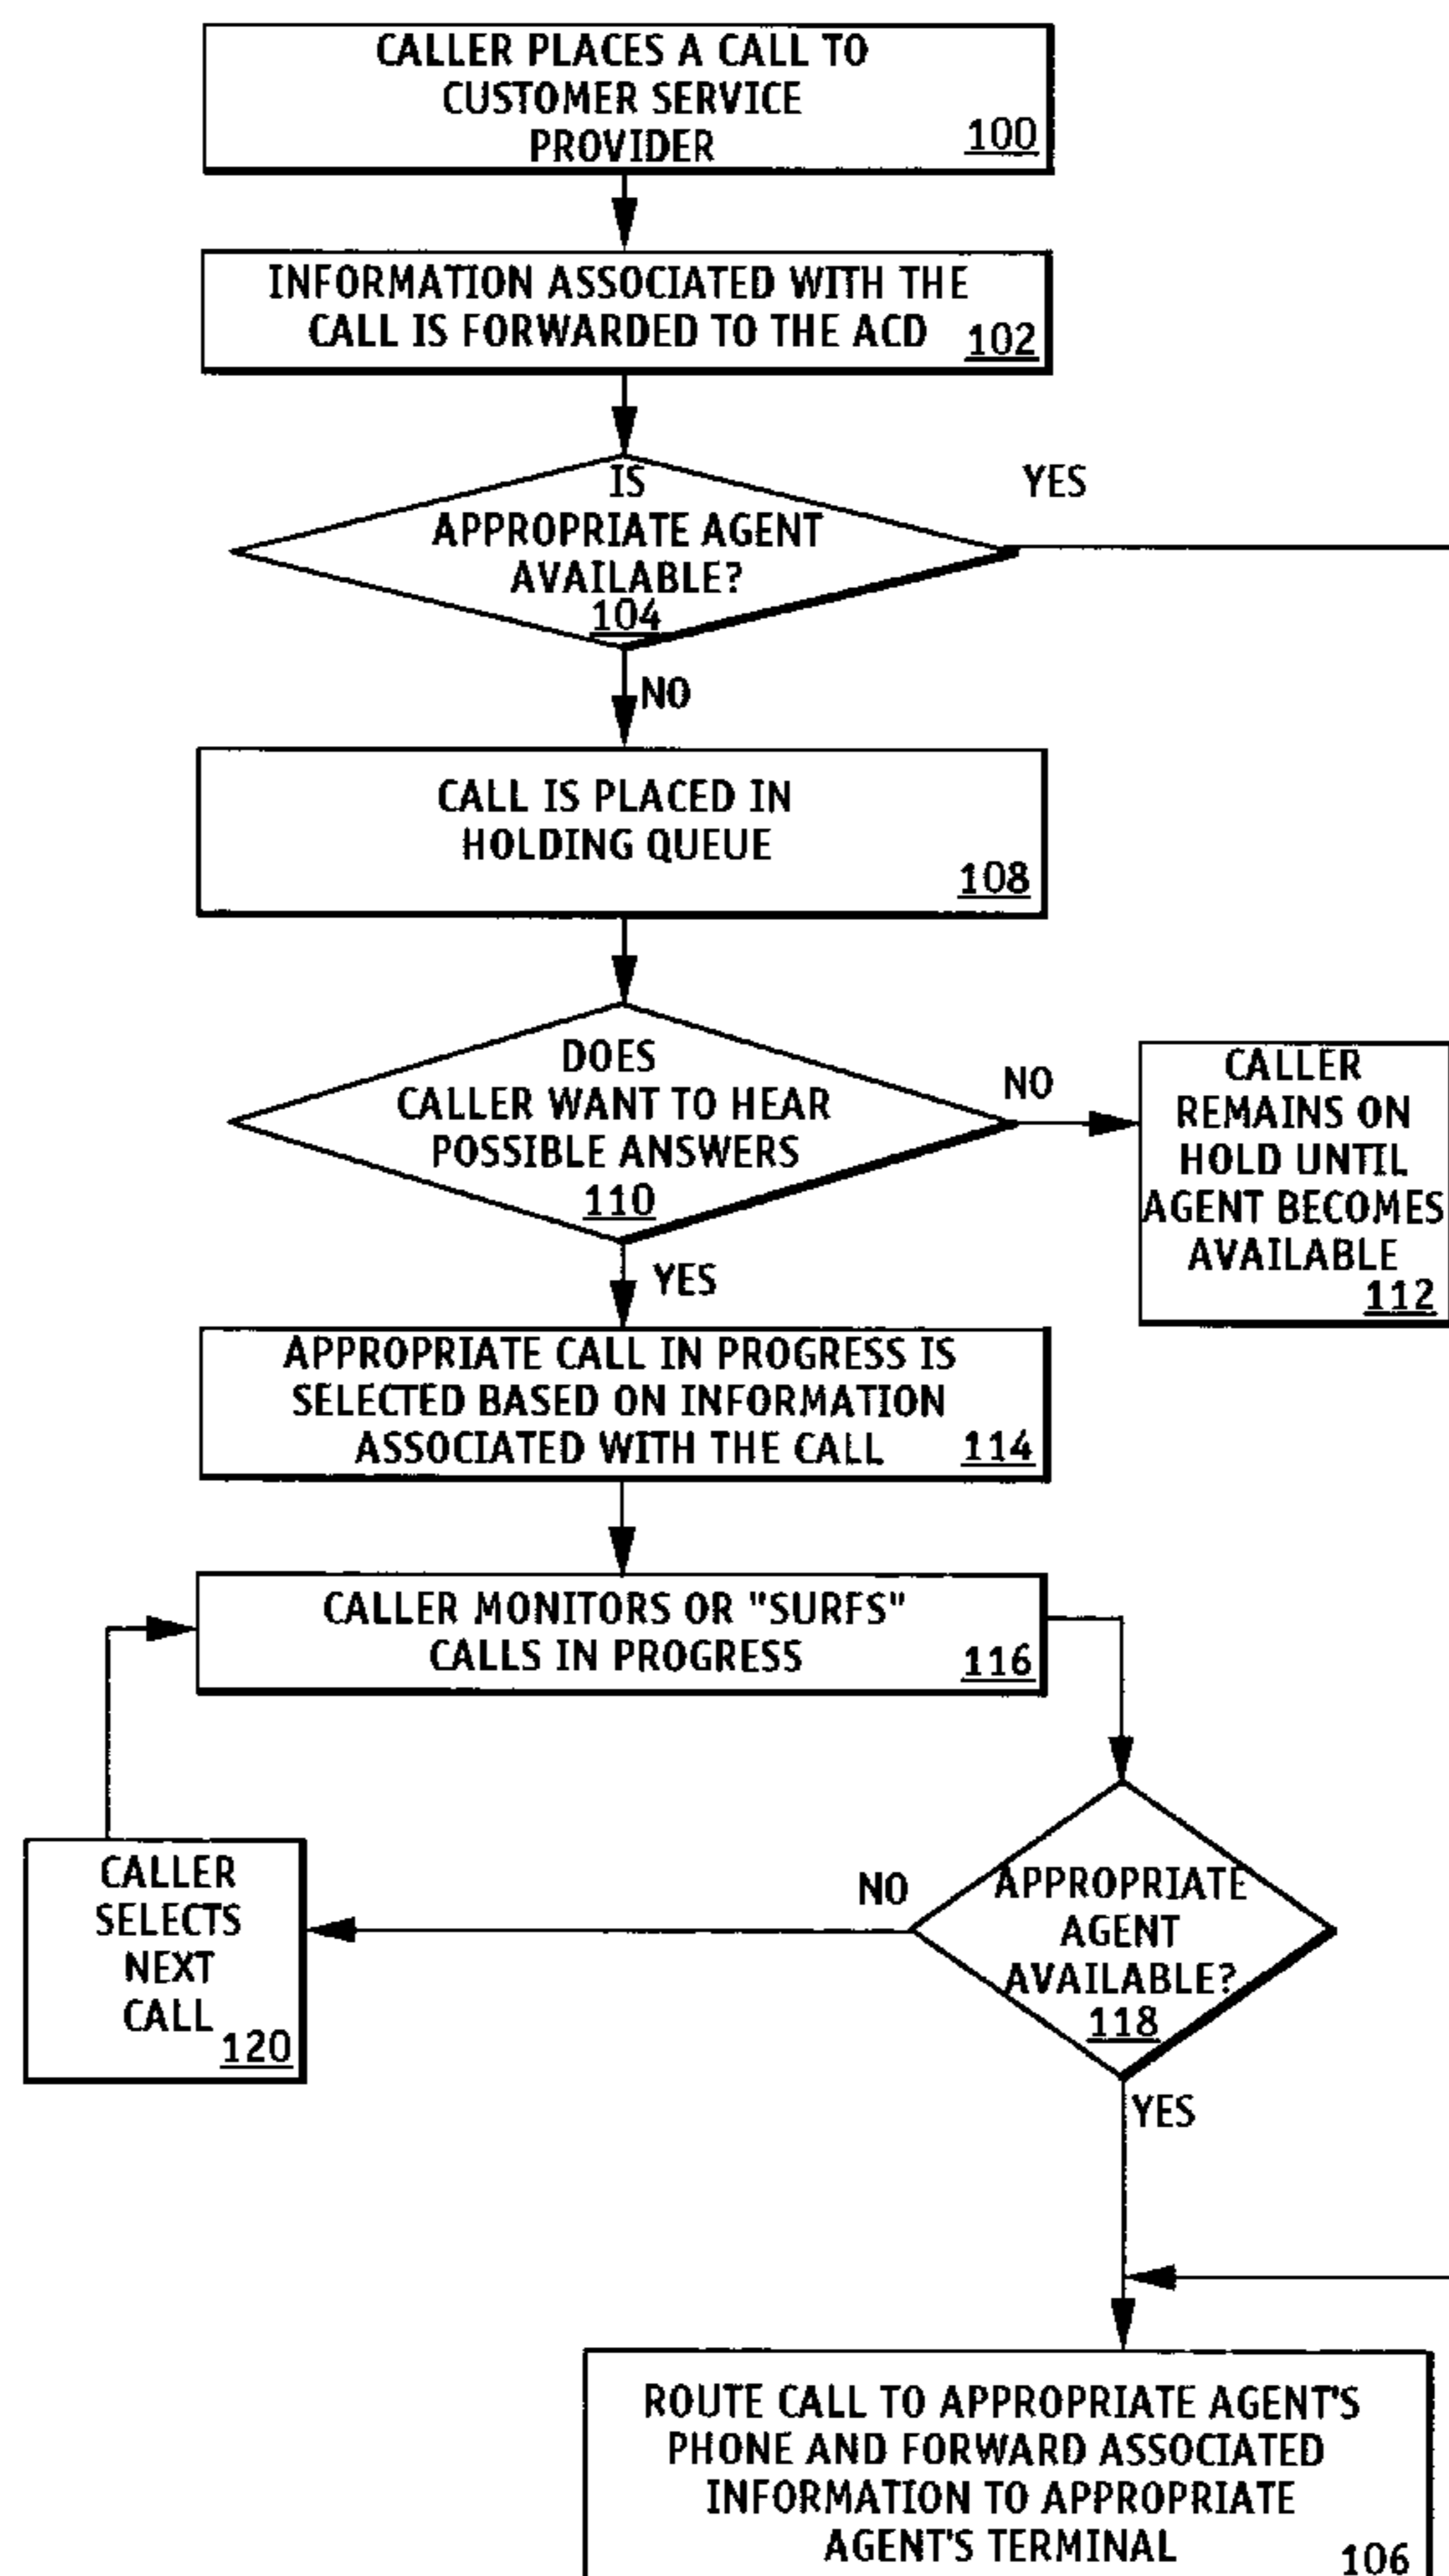 CALLER PLACES A CALL TO
CUSTOMER SERVICE
PROVIDER
100
INFORMATION ASSOCIATED WITH THE
CALL IS FORWARDED TO THE ACD
102
IS
APPROPRIATE AGENT
AVAILABLE?
104
YES
NO
CALL IS PLACED IN
HOLDING QUEUE
108
DOES
CALLER WANT TO HEAR
POSSIBLE ANSWERS
110
NO
CALLER
REMAINS ON
HOLD UNTIL
AGENT BECOMES
AVAILABLE
112
YES
APPROPRIATE CALL IN PROGRESS IS
SELECTED BASED ON INFORMATION
ASSOCIATED WITH THE CALL
114
CALLER MONITORS OR "SURFS"
CALLS IN PROGRESS
116
APPROPRIATE
AGENT
AVAILABLE?
118
NO
CALLER
SELECTS
NEXT
CALL
120
YES
ROUTE CALL TO APPROPRIATE AGENT'S
PHONE AND FORWARD ASSOCIATED
INFORMATION TO APPROPRIATE
AGENT'S TERMINAL
106